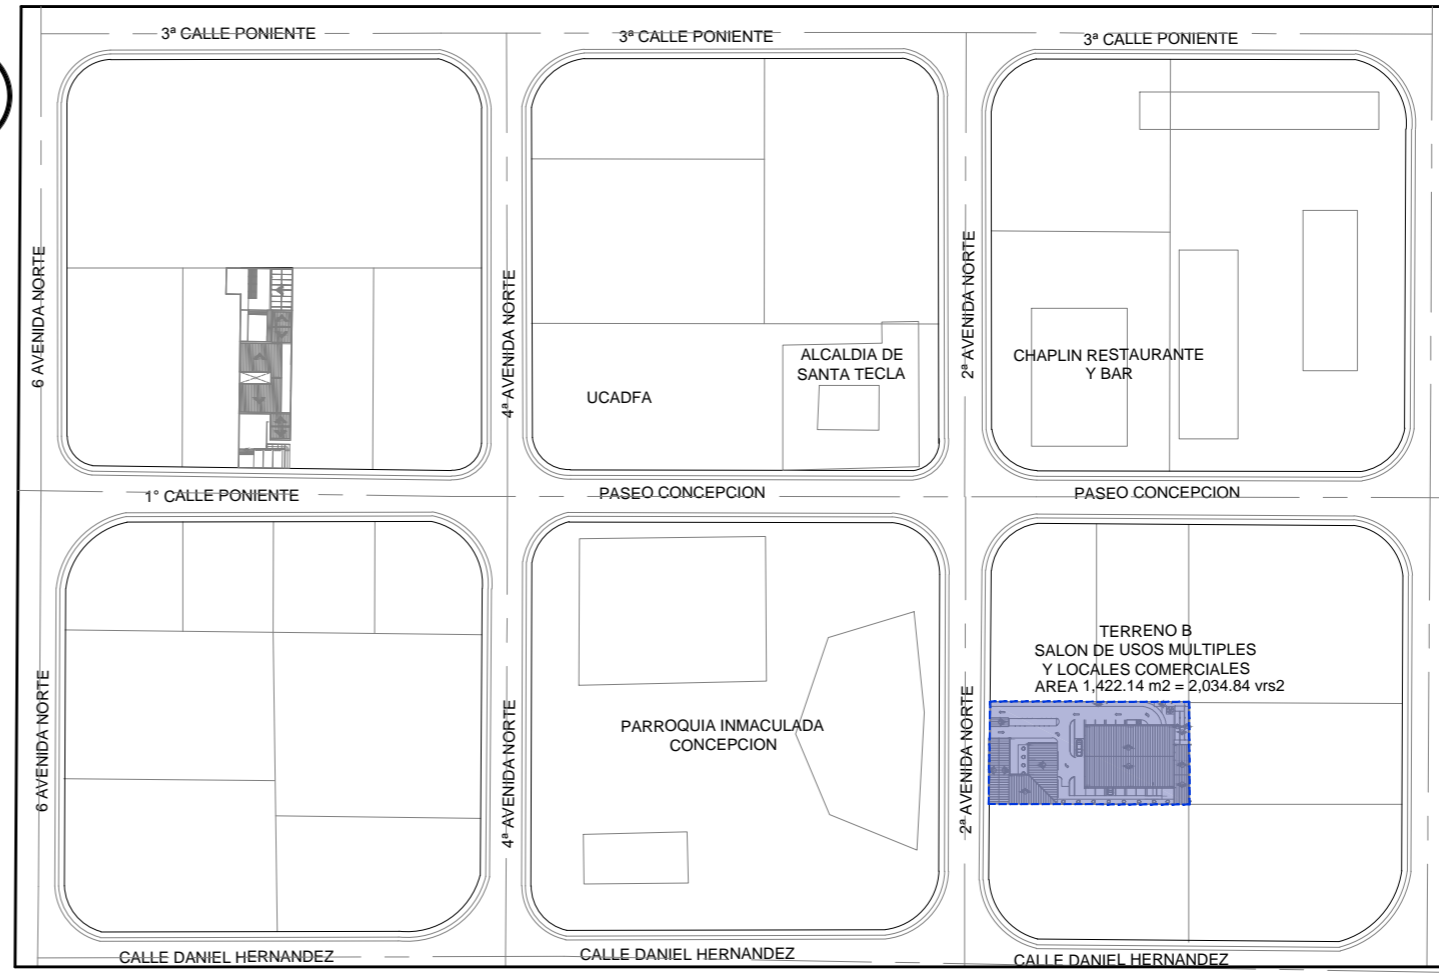 3ª CALLE PONIENTE
3ª CALLE PONIENTE
3ª CALLE PONIENTE
6 AVENIDA NORTE
4ª AVENIDA NORTE
2ª AVENIDA NORTE
UCADFA
ALCALDIA DE
SANTA TECLA
CHAPLIN RESTAURANTE
Y BAR
1° CALLE PONIENTE
PASEO CONCEPCION
PASEO CONCEPCION
6 AVENIDA NORTE
4ª AVENIDA NORTE
2ª AVENIDA NORTE
PARROQUIA INMACULADA
CONCEPCION
TERRENO B
SALON DE USOS MULTIPLES
Y LOCALES COMERCIALES
AREA 1,422.14 m2 = 2,034.84 vrs2
CALLE DANIEL HERNANDEZ
CALLE DANIEL HERNANDEZ
CALLE DANIEL HERNANDEZ